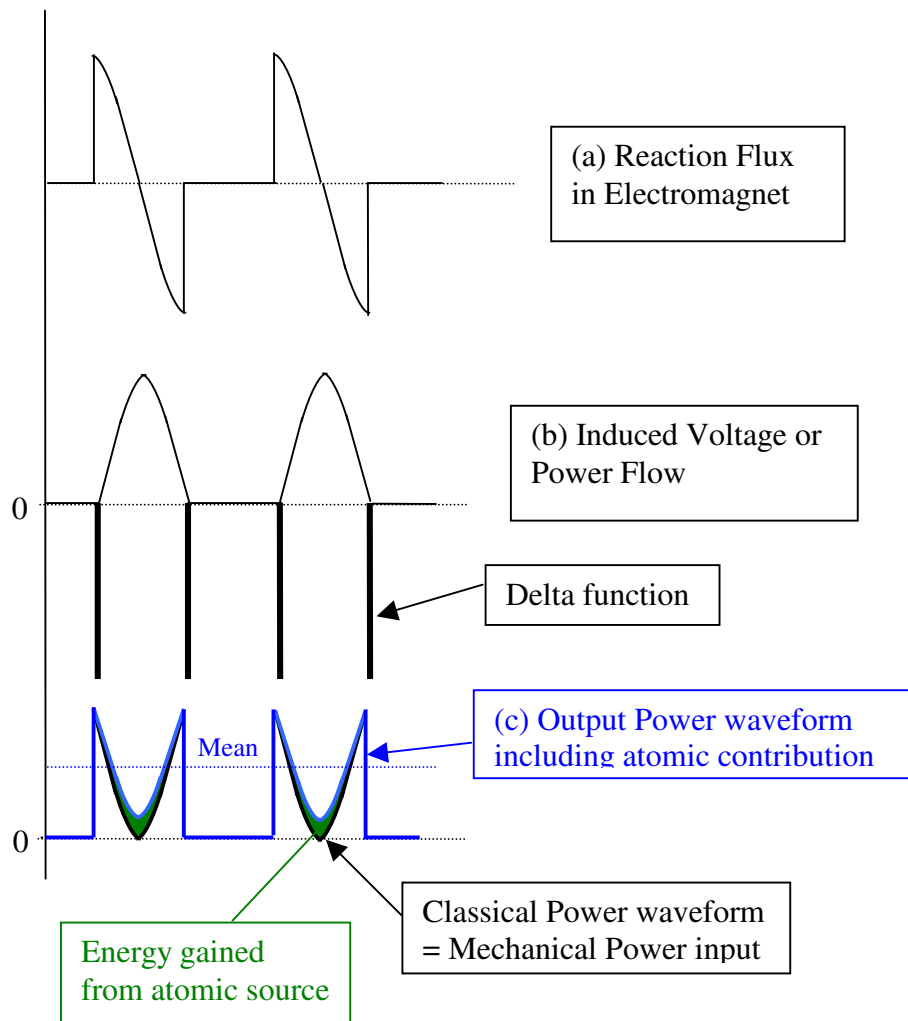 (a) Reaction Flux
in Electromagnet
(b) Induced Voltage or
Power Flow
0
Delta function
(c) Output Power waveform
including atomic contribution
Mean
0
Classical Power waveform
= Mechanical Power input
Energy gained
from atomic source